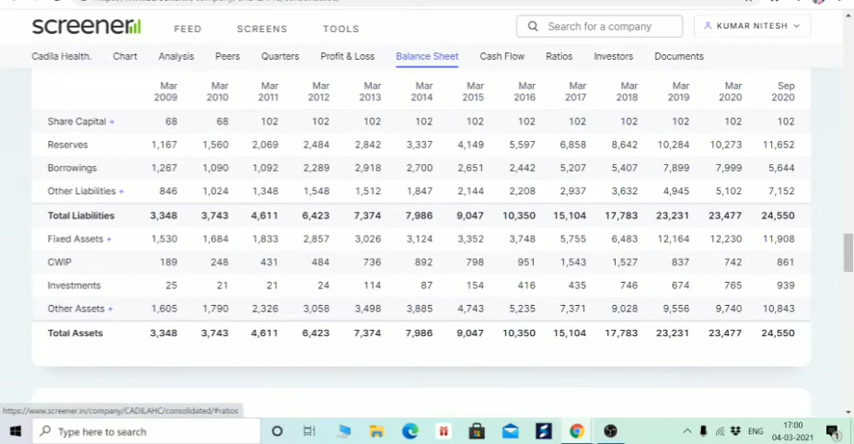 screener
FEED SCREENS TOOLS
Search for a company
KUMAR NITESH
Cadila Health. Chart Analysis Peers Quarters Profit & Loss Balance Sheet Cash Flow Ratios Investors Documents
Mar 2009 Mar 2010 Mar 2011 Mar 2012 Mar 2013 Mar 2014 Mar 2015 Mar 2016 Mar 2017 Mar 2018 Mar 2019 Mar 2020 Sep 2020
Share Capital + 68 68 102 102 102 102 102 102 102 102 102 102 102
Reserves 1,167 1,560 2,069 2,484 2,842 3,337 4,149 5,597 6,858 8,642 10,284 10,273 11,652
Borrowings 1,267 1,090 1,092 2,289 2,918 2,700 2,651 2,442 5,207 5,407 7,899 7,999 5,644
Other Liabilities + 846 1,024 1,348 1,548 1,512 1,847 2,144 2,208 2,937 3,632 4,945 5,102 7,152
Total Liabilities 3,348 3,743 4,611 6,423 7,374 7,986 9,047 10,350 15,104 17,783 23,231 23,477 24,550
Fixed Assets + 1,530 1,684 1,833 2,857 3,026 3,124 3,352 3,748 5,755 6,483 12,164 12,230 11,908
CWIP 189 248 431 484 736 892 798 951 1,543 1,527 837 742 861
Investments 25 21 21 24 114 87 154 416 435 746 674 765 939
Other Assets + 1,605 1,790 2,326 3,058 3,498 3,885 4,743 5,235 7,371 9,028 9,556 9,740 10,843
Total Assets 3,348 3,743 4,611 6,423 7,374 7,986 9,047 10,350 15,104 17,783 23,231 23,477 24,550
https://www.screener.in/company/CADILAHC/consolidated/#ratios
Type here to search
ENG
17:00
04-03-2021